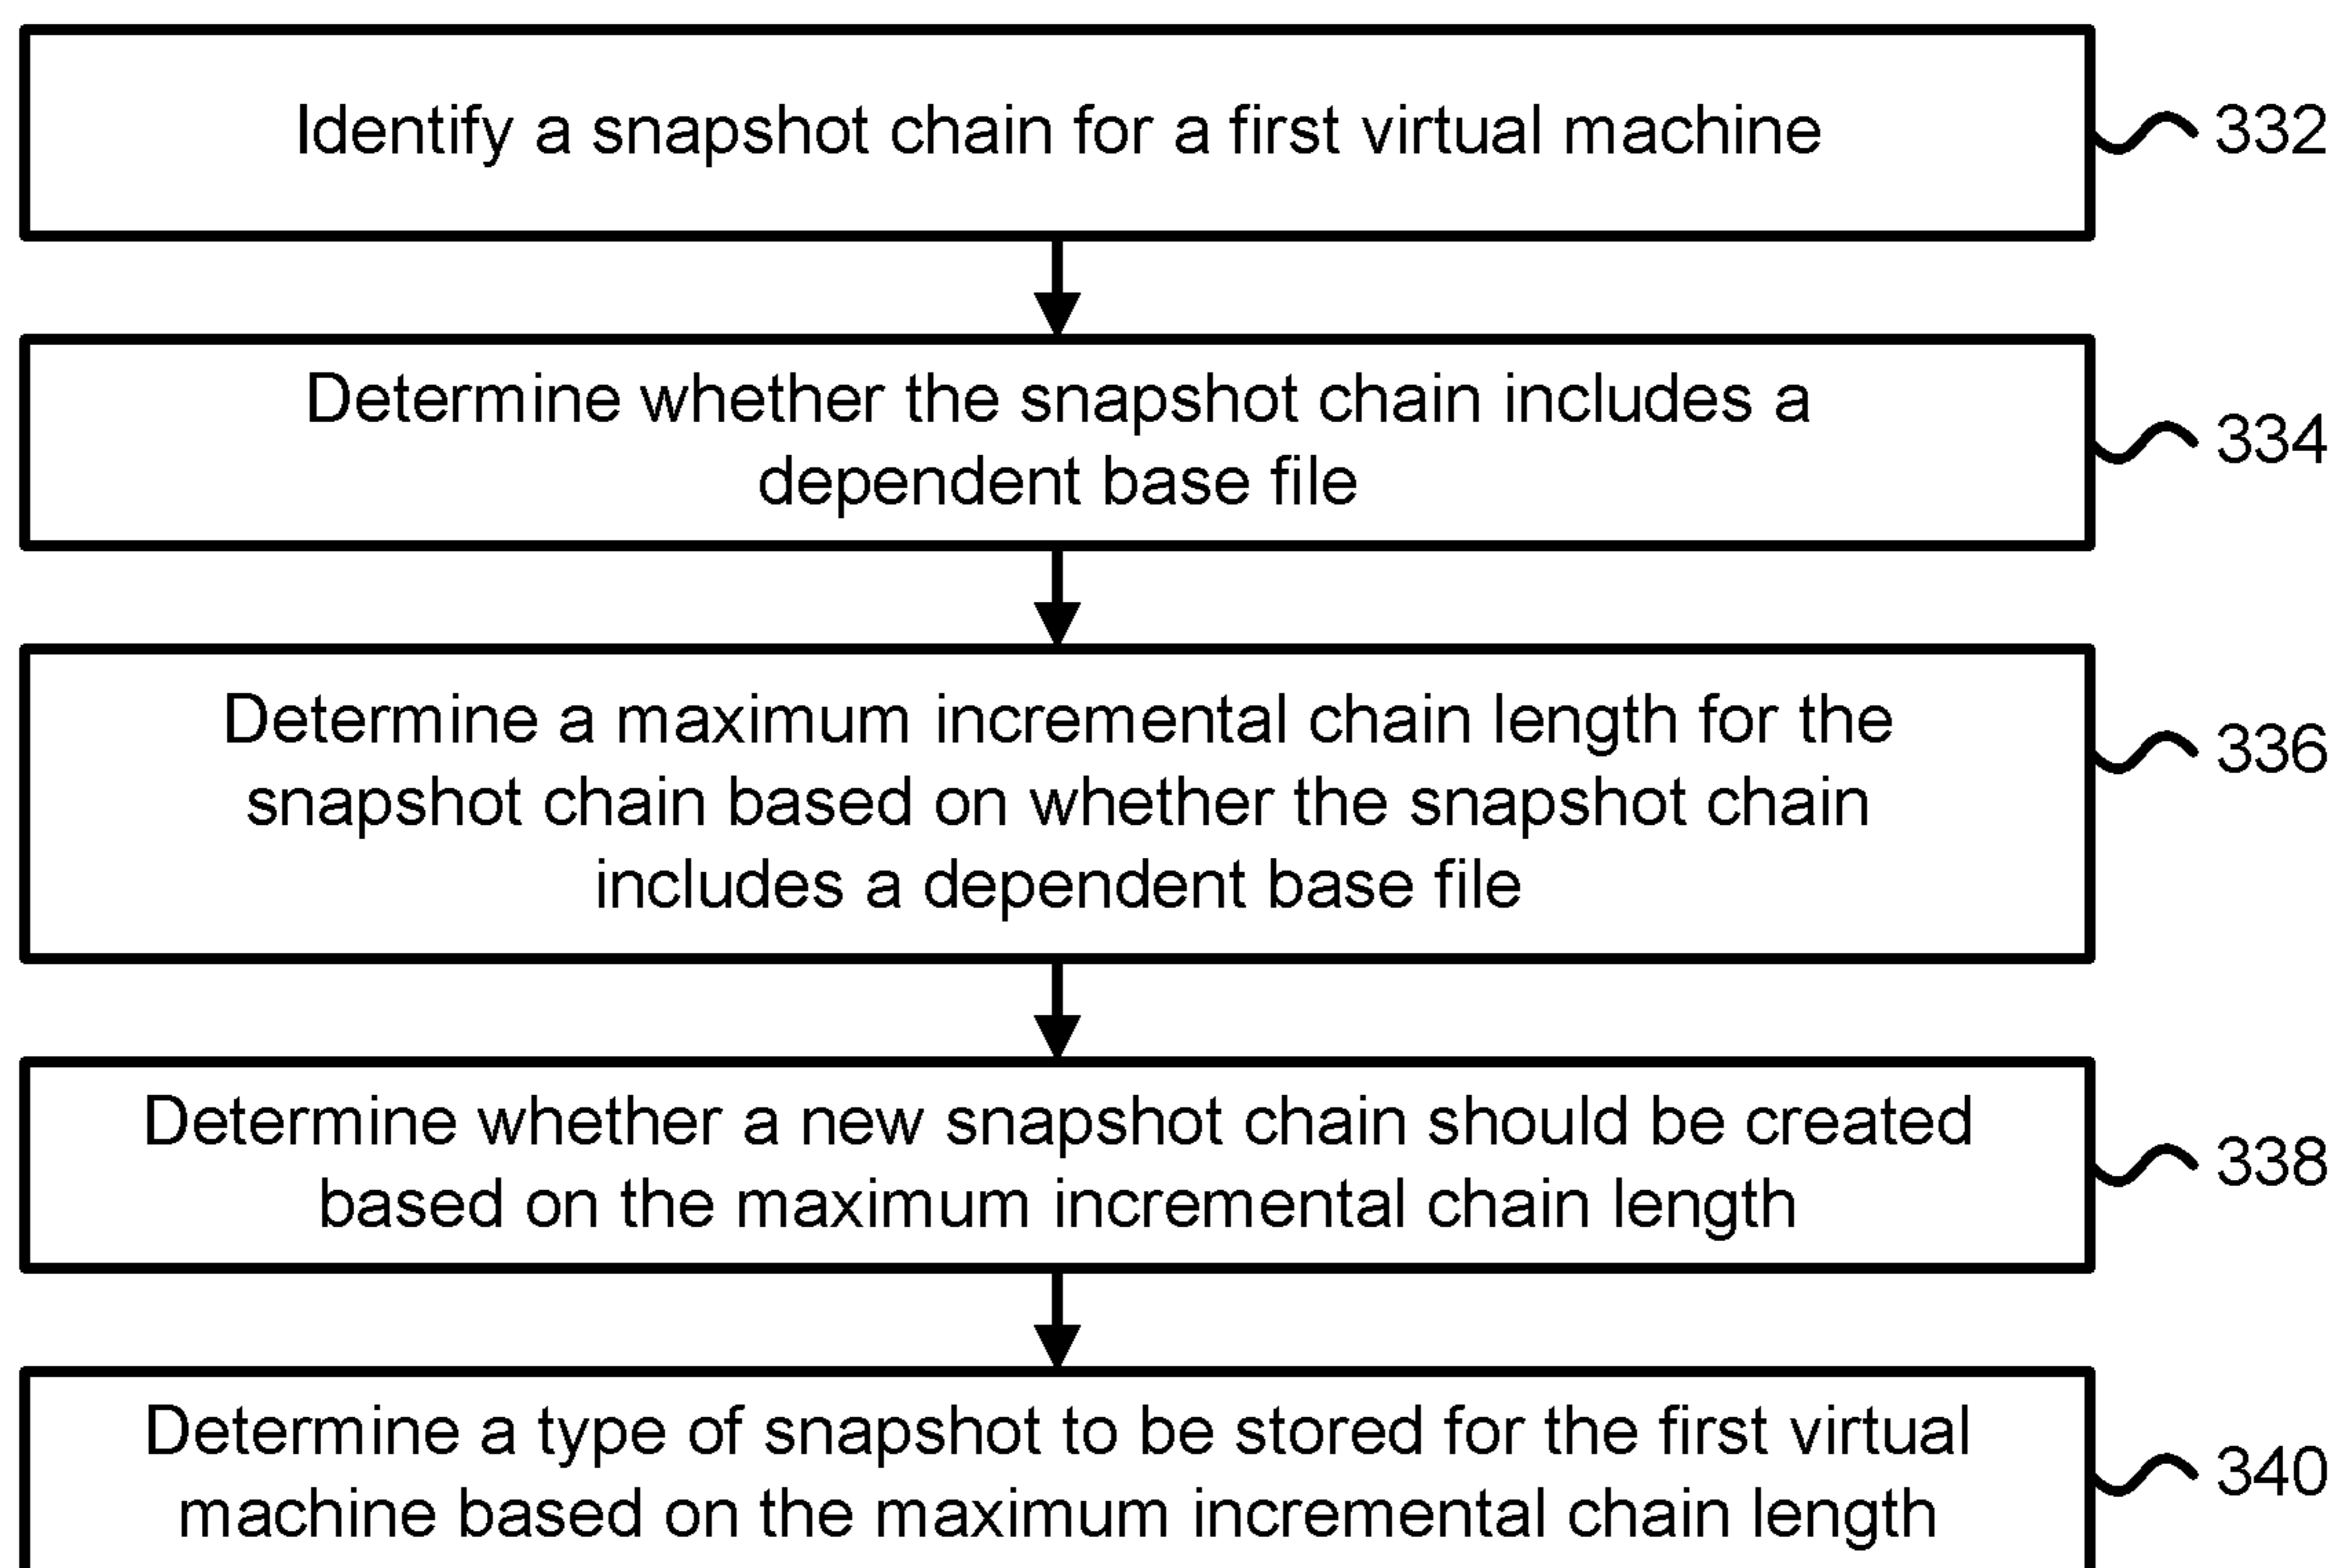 Identify a snapshot chain for a first virtual machine
332
Determine whether the snapshot chain includes a
dependent base file
334
Determine a maximum incremental chain length for the
snapshot chain based on whether the snapshot chain
includes a dependent base file
336
Determine whether a new snapshot chain should be created
based on the maximum incremental chain length
338
Determine a type of snapshot to be stored for the first virtual
machine based on the maximum incremental chain length
340